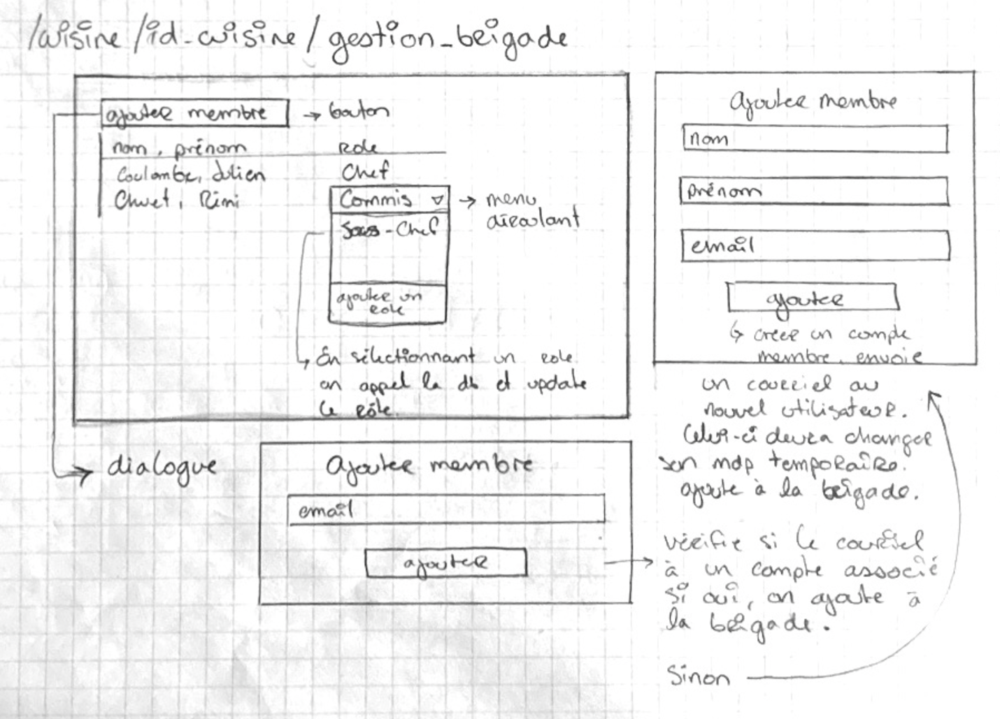 /cuisine/id_cuisine/gestion_brigade
ajouter membre → bouton
nom, prénom role
Coulombe, Julien Chef
Chuet, Rémi Commis ▽ → menu
déroulant
Sous-Chef
ajouter un
role
↳ En sélectionnant un role
on appel la db et update
le rôle.
→ dialogue
Ajouter membre
email
ajouter
Ajouter membre
nom
prénom
email
ajouter
↳ créer un compte
membre, envoie
un courriel au
nouvel utilisateur.
Celui-ci devra changer
son mdp temporaire.
ajoute à la brigade.
vérifie si le courriel
à un compte associé
si oui, on ajoute à
la brigade.
Sinon